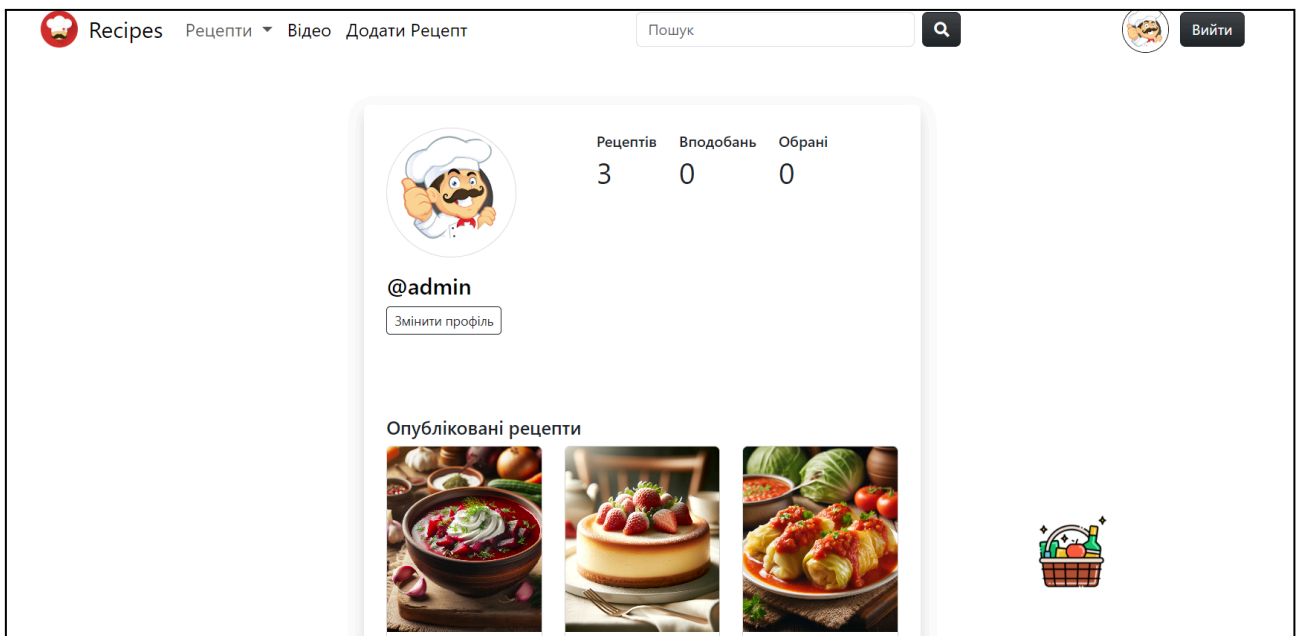 Recipes Рецепти Відео Додати Рецепт Пошук Вийти
Рецептів Вподобань Обрані
3 0 0
@admin
Змінити профіль
Опубліковані рецепти